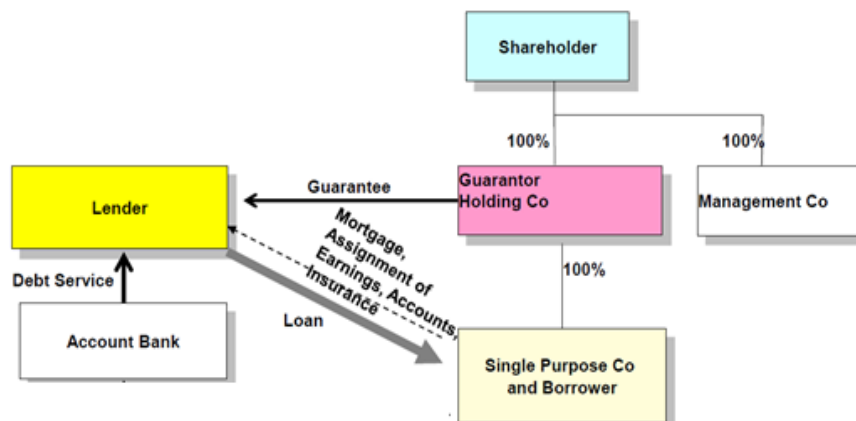 Shareholder
100%
100%
Guarantee
Guarantor
Holding Co
Management Co
Lender
Mortgage,
Assignment of
Earnings, Accounts,
Insurance
100%
Debt Service
Loan
Account Bank
Single Purpose Co
and Borrower